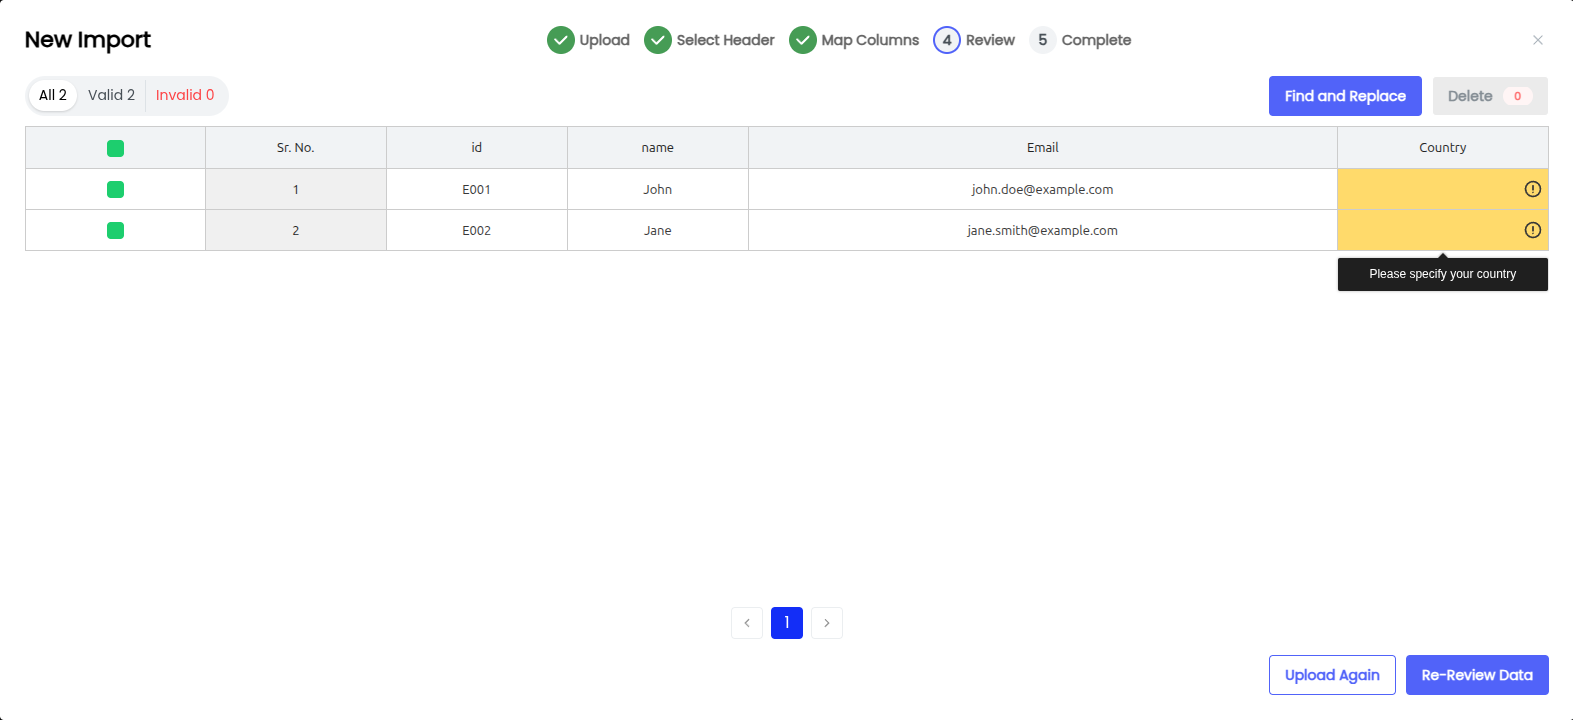 New Import
Upload Select Header Map Columns 4 Review 5 Complete
All 2 Valid 2 Invalid 0
Find and Replace Delete 0
Sr. No. id name Email Country
1 E001 John john.doe@example.com
2 E002 Jane jane.smith@example.com
Please specify your country
1
Upload Again Re-Review Data